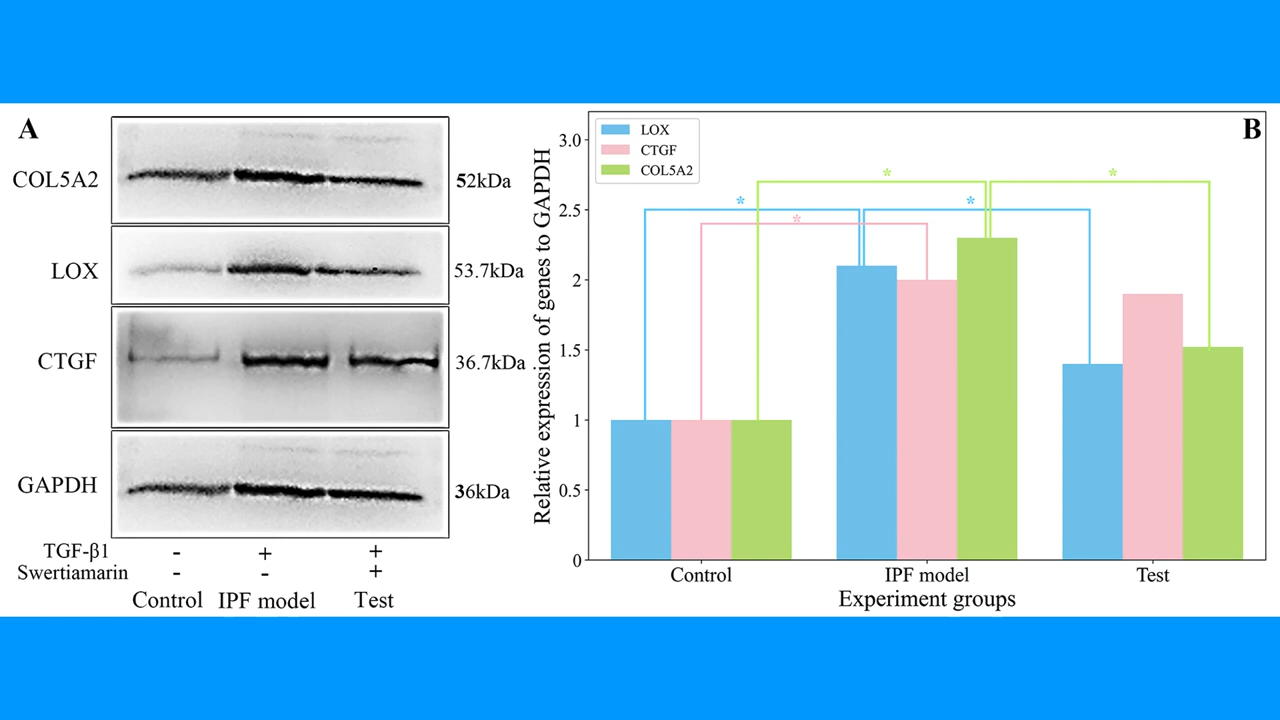 A
COL5A2
52kDa
LOX
53.7kDa
CTGF
36.7kDa
GAPDH
36kDa
TGF-β1 - + +
Swertiamarin - - +
Control IPF model Test
B
LOX
CTGF
COL5A2
* * * * *
Relative expression of genes to GAPDH
3.0
2.5
2
1.5
1
0.5
0
Control IPF model Test
Experiment groups